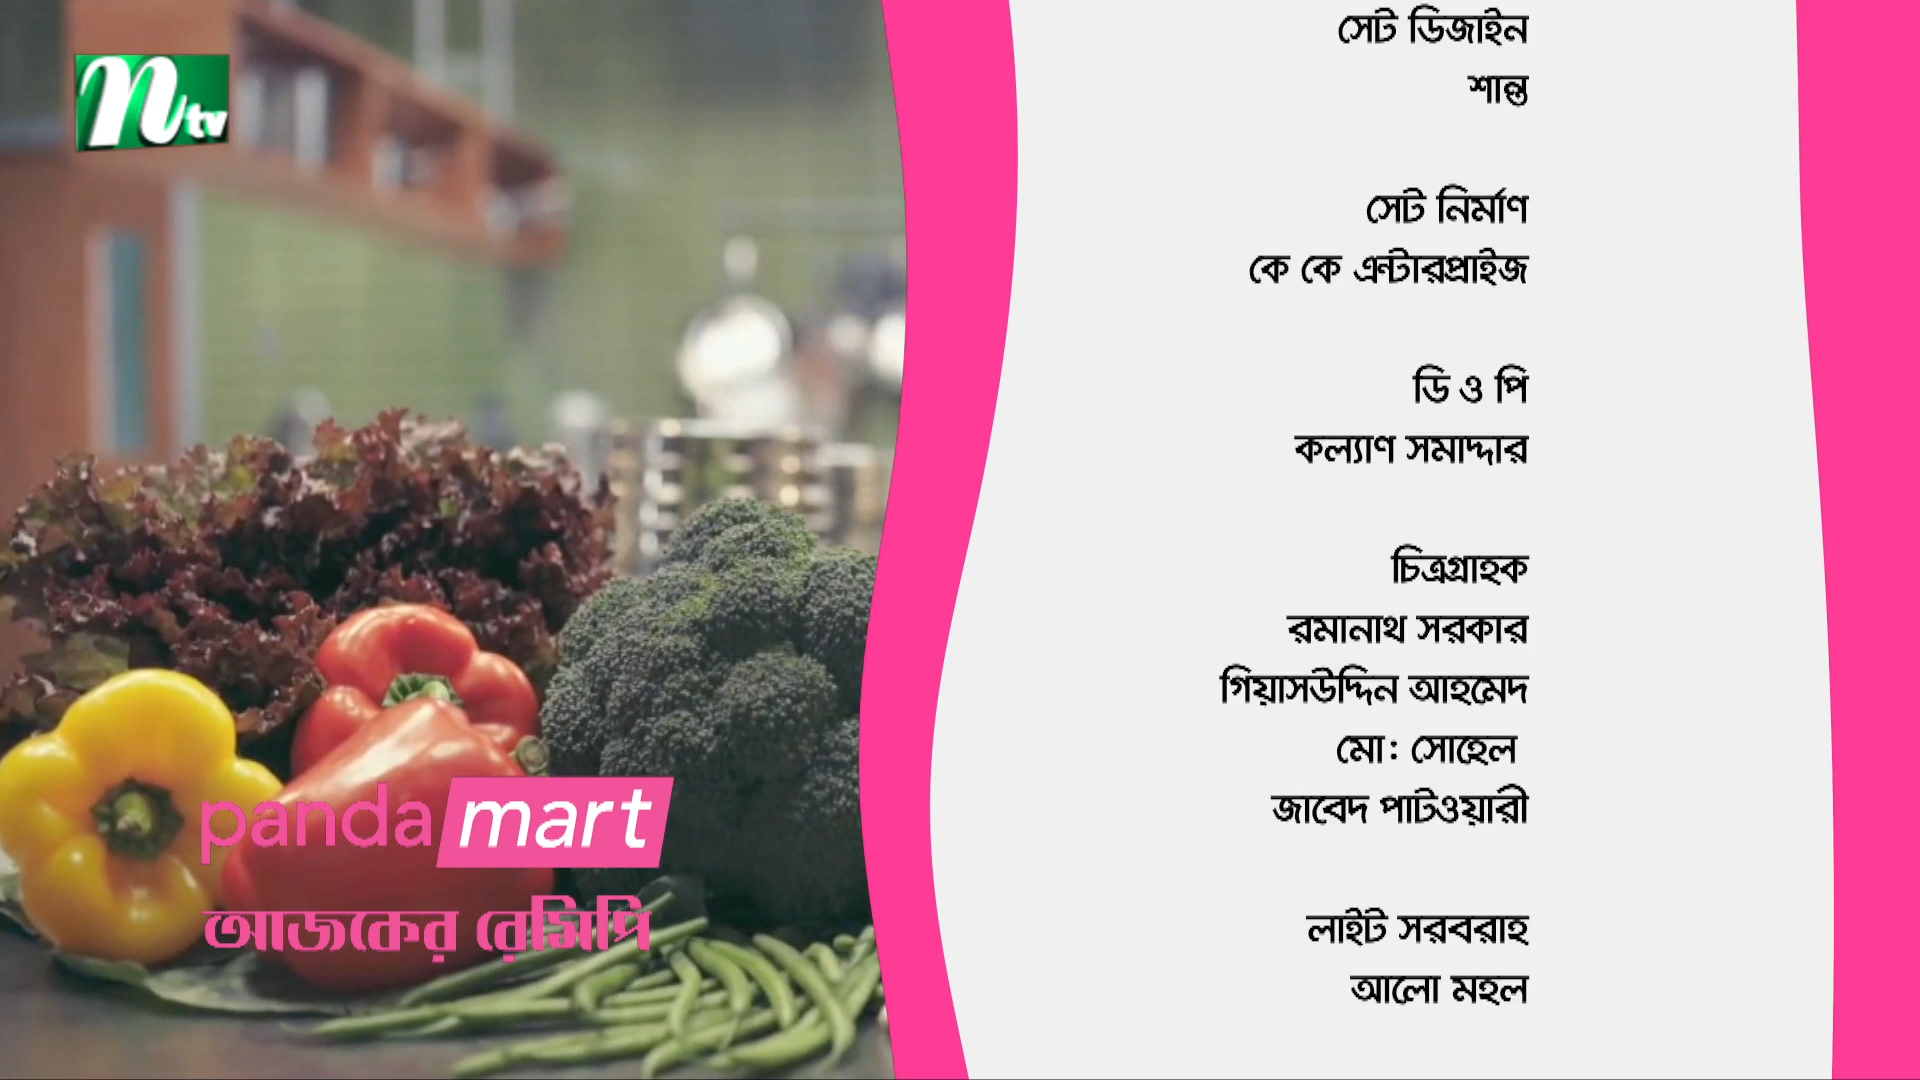 Ntv
panda mart
আজকের রেসিপি
সেট ডিজাইন
শান্ত
সেট নির্মাণ
কে কে এন্টারপ্রাইজ
ডি ও পি
কল্যাণ সমাদ্দার
চিত্রগ্রাহক
রমানাথ সরকার
গিয়াসউদ্দিন আহমেদ
মো: সোহেল
জাবেদ পাটওয়ারী
লাইট সরবরাহ
আলো মহল